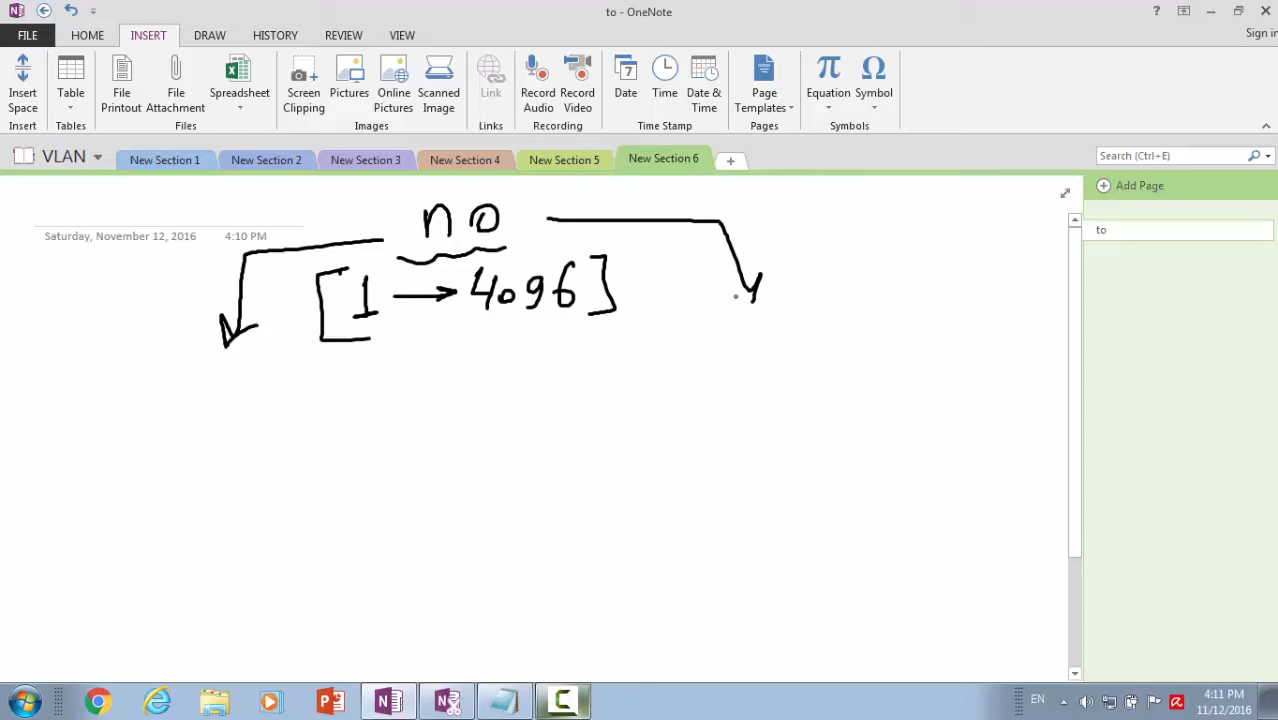 to - OneNote
?
FILE HOME INSERT DRAW HISTORY REVIEW VIEW Sign in
Insert Space Table File Printout File Attachment Spreadsheet Screen Clipping Pictures Online Pictures Scanned Image Link Record Audio Record Video Date Time Date & Time Page Templates Equation Symbol
Insert Tables Files Images Links Recording Time Stamp Pages Symbols
VLAN New Section 1 New Section 2 New Section 3 New Section 4 New Section 5 New Section 6 Search (Ctrl+E)
Add Page
to
Saturday, November 12, 2016 4:10 PM
no
[1 → 4096]
EN 4:11 PM
11/12/2016